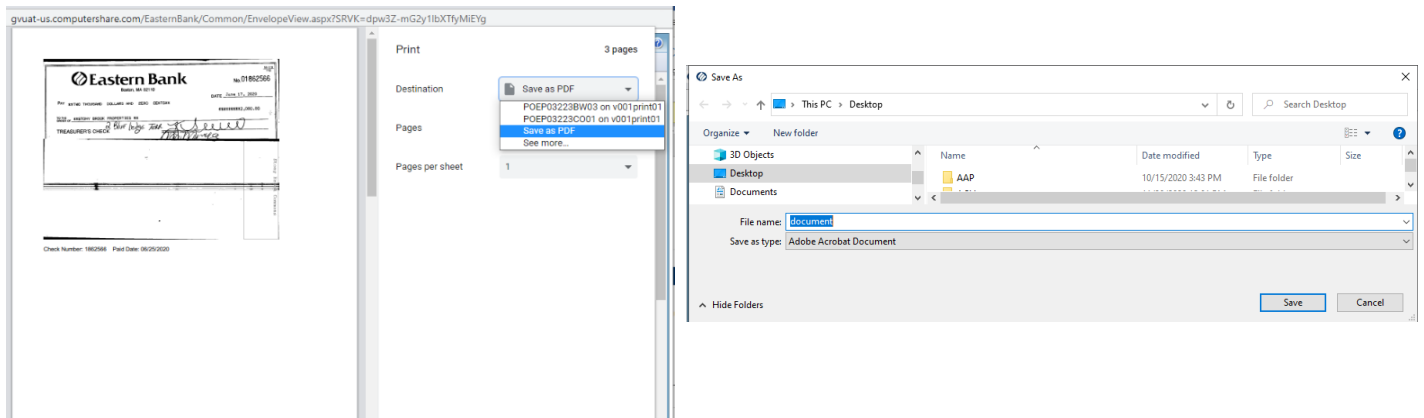 gvuat-us.computershare.com/EasternBank/Common/EnvelopeView.aspx?SRVK=dpw3Z-mG2y1IbXTfyMiEYg
Eastern Bank
No.01862566
Boston, MA 02110
DATE June 17, 2020
TREASURER'S CHECK
Check Number: 1862566 Paid Date: 06/25/2020
Print
3 pages
Destination
Save as PDF
POEP03223BW03 on v001print01
POEP03223CO01 on v001print01
Save as PDF
See more...
Pages
Pages per sheet
1
Save As
This PC > Desktop
Search Desktop
Organize
New folder
3D Objects
Desktop
Documents
Name
Date modified
Type
Size
AAP
10/15/2020 3:43 PM
File folder
File name: document
Save as type: Adobe Acrobat Document
Hide Folders
Save
Cancel